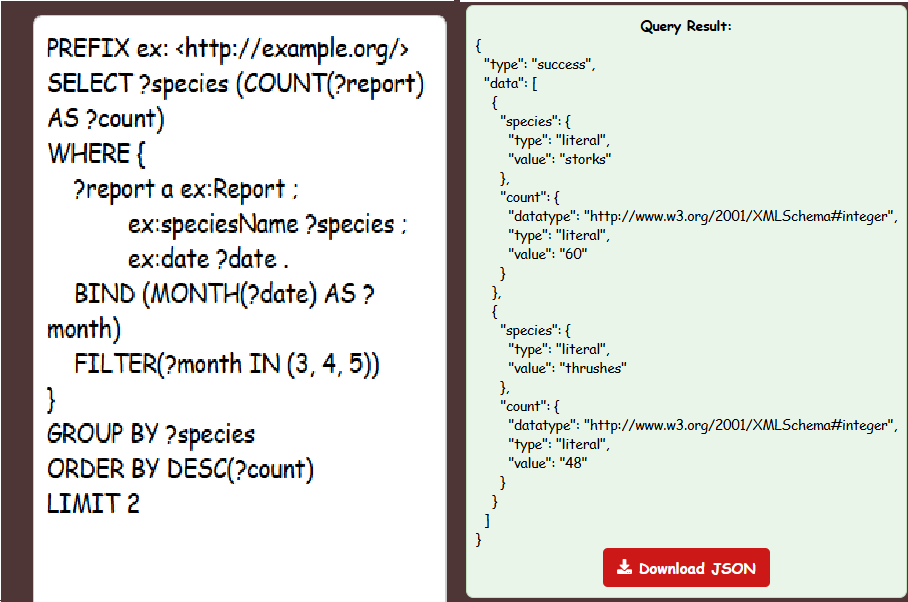 PREFIX ex: <http://example.org/>
SELECT ?species (COUNT(?report)
AS ?count)
WHERE {
?report a ex:Report ;
ex:speciesName ?species ;
ex:date ?date .
BIND (MONTH(?date) AS ?
month)
FILTER(?month IN (3, 4, 5))
}
GROUP BY ?species
ORDER BY DESC(?count)
LIMIT 2
Query Result:
{
"type": "success",
"data": [
{
"species": {
"type": "literal",
"value": "storks"
},
"count": {
"datatype": "http://www.w3.org/2001/XMLSchema#integer",
"type": "literal",
"value": "60"
}
},
{
"species": {
"type": "literal",
"value": "thrushes"
},
"count": {
"datatype": "http://www.w3.org/2001/XMLSchema#integer",
"type": "literal",
"value": "48"
}
}
]
}
Download JSON